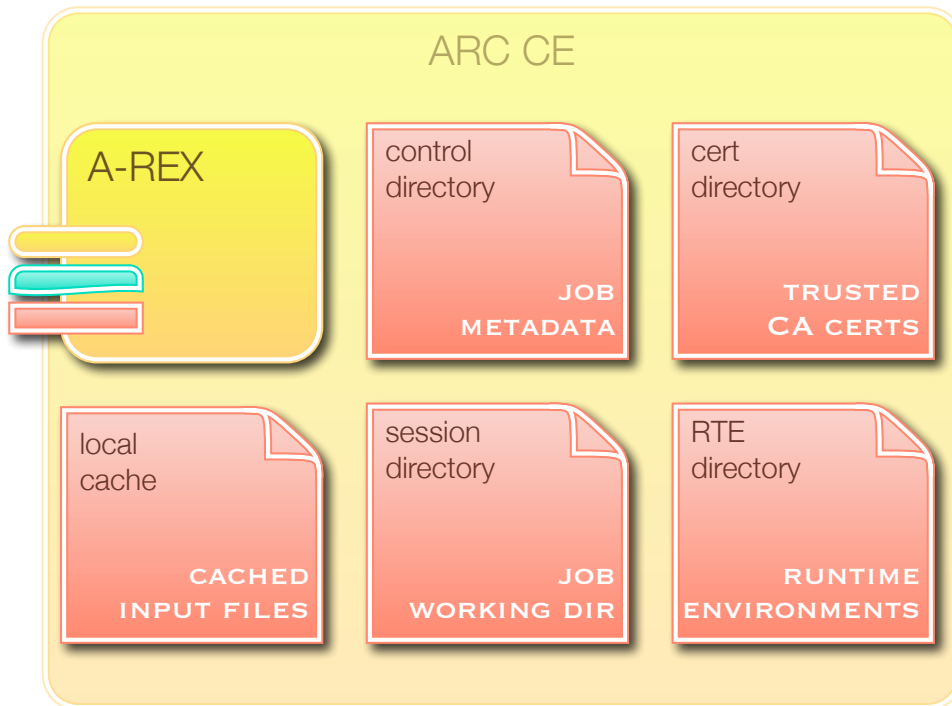 ARC CE
A-REX
control
directory
JOB
METADATA
cert
directory
TRUSTED
CA CERTS
local
cache
CACHED
INPUT FILES
session
directory
JOB
WORKING DIR
RTE
directory
RUNTIME
ENVIRONMENTS